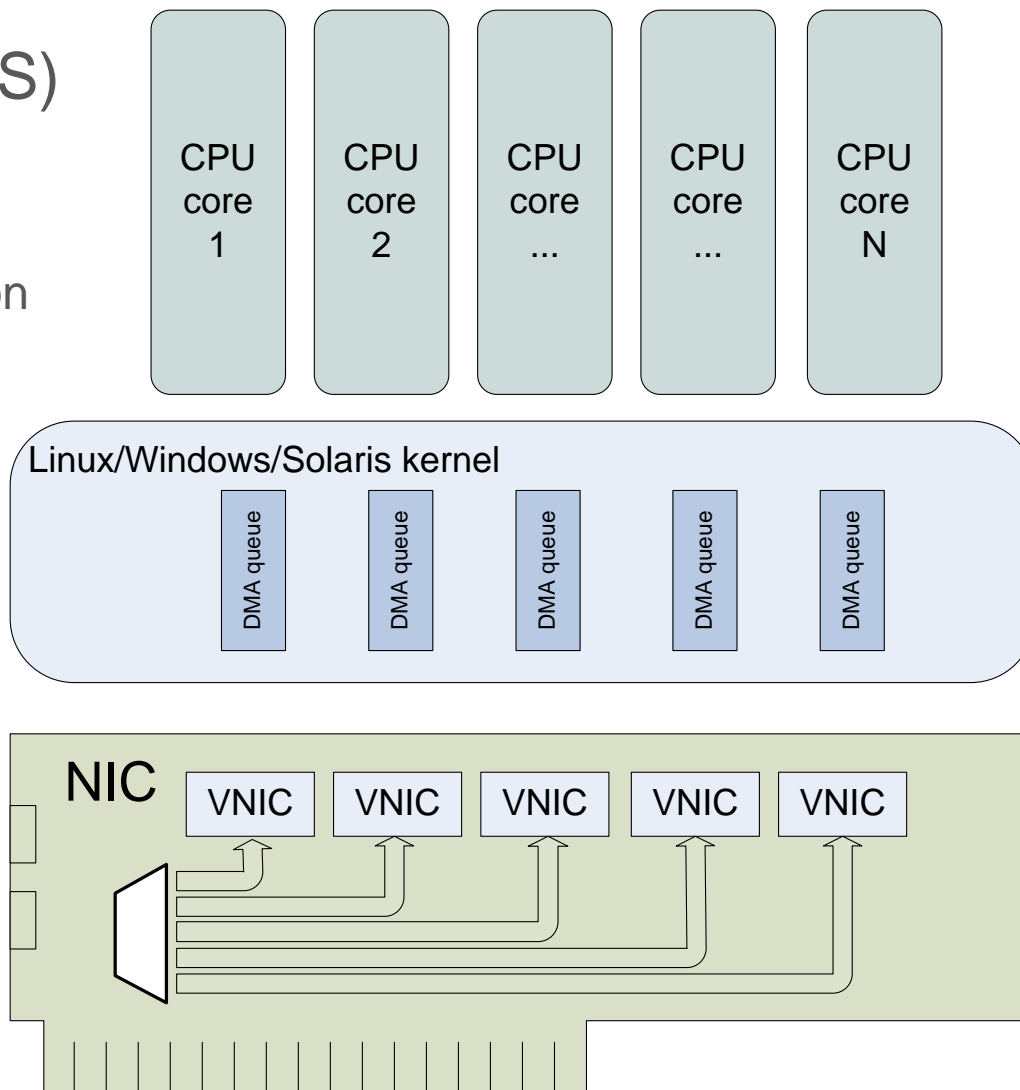 S)
on
CPU
core
1
CPU
core
2
CPU
core
...
CPU
core
...
CPU
core
N
Linux/Windows/Solaris kernel
DMA queue
DMA queue
DMA queue
DMA queue
DMA queue
NIC
VNIC
VNIC
VNIC
VNIC
VNIC